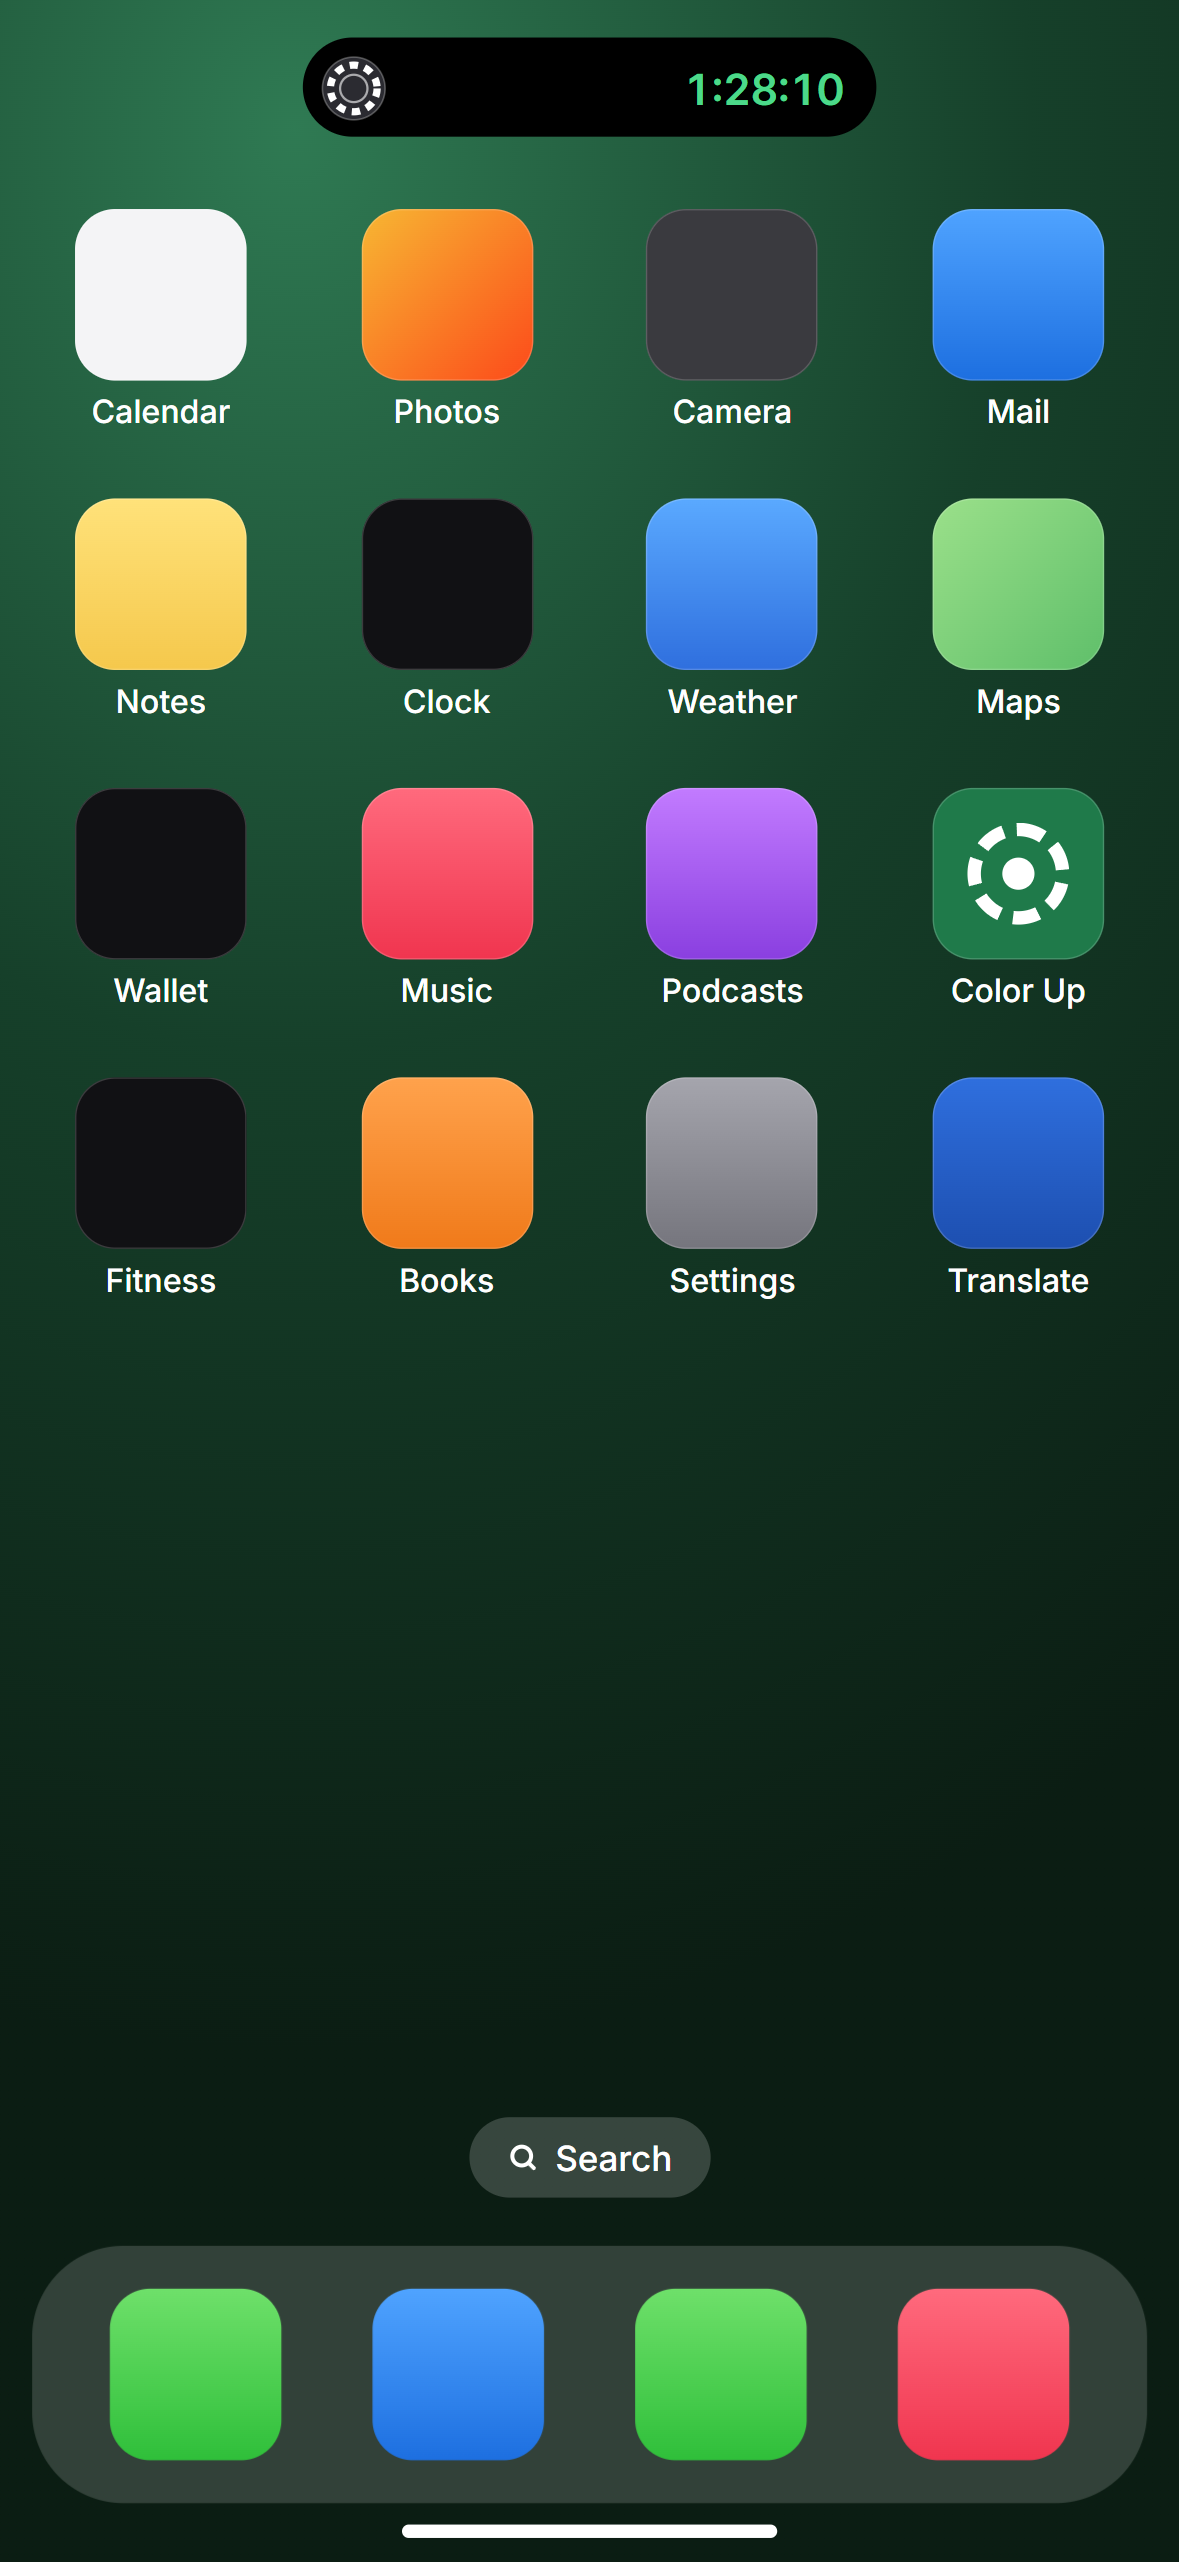 1:28:10
Calendar Photos Camera Mail
Notes Clock Weather Maps
Wallet Music Podcasts Color Up
Fitness Books Settings Translate
Search